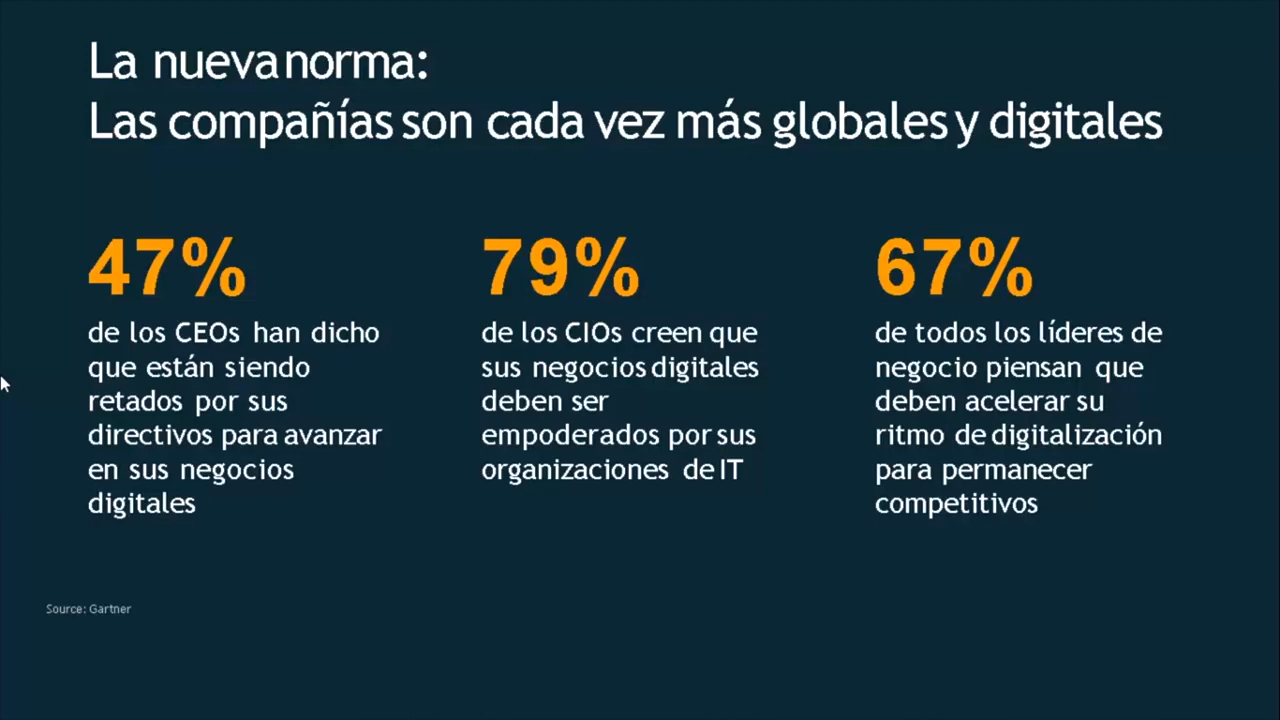 La nueva norma:
Las compañías son cada vez más globales y digitales
47%
de los CEOs han dicho
que están siendo
retados por sus
directivos para avanzar
en sus negocios
digitales
79%
de los CIOs creen que
sus negocios digitales
deben ser
empoderados por sus
organizaciones de IT
67%
de todos los líderes de
negocio piensan que
deben acelerar su
ritmo de digitalización
para permanecer
competitivos
Source: Gartner